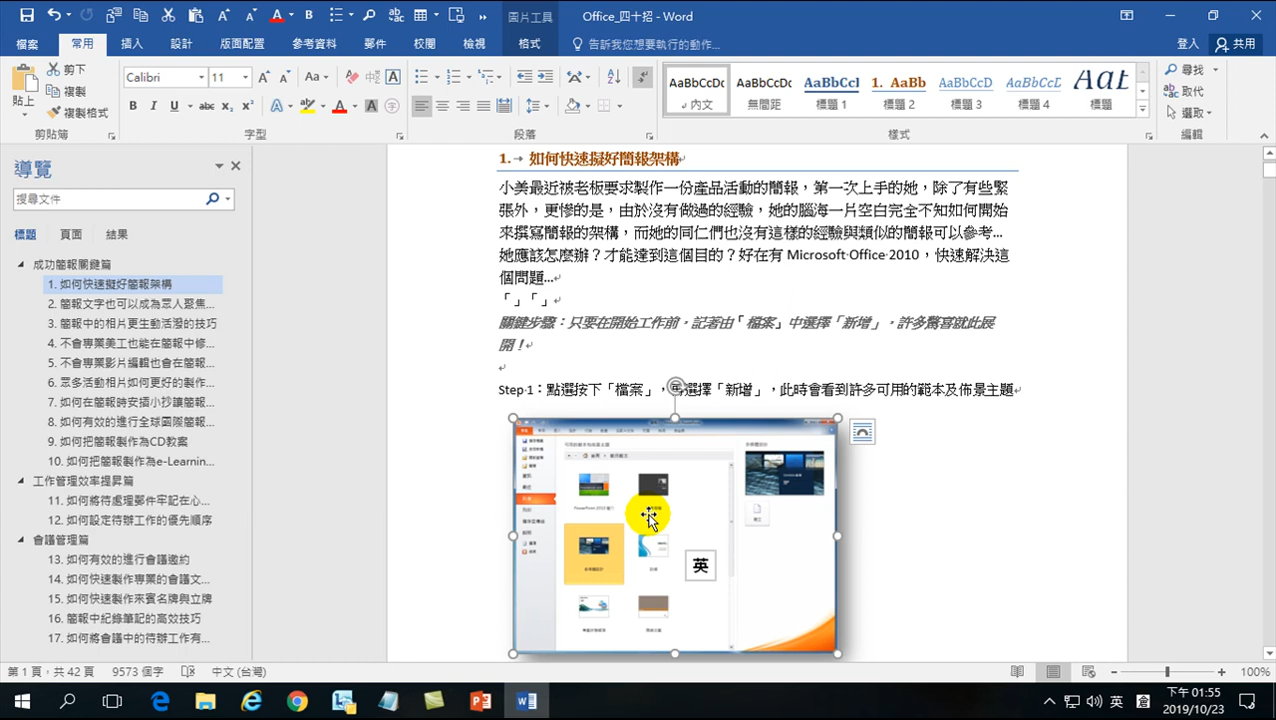 圖片工具
Office_四十招 - Word
檔案
常用
插入
設計
版面配置
參考資料
郵件
校閱
檢視
格式
告訴我您想要執行的動作...
登入
共用
貼上
剪下
複製
複製格式
剪貼簿
Calibri
11
字型
段落
AaBbCcDc
內文
AaBbCcDc
無間距
AaBbCcI
標題 1
1. AaBb
標題 2
AaBbCcD
標題 3
AaBbCcD
標題 4
AaB
標題
樣式
尋找
取代
選取
編輯
導覽
搜尋文件
標題
頁面
結果
成功簡報關鍵篇
1. 如何快速擬好簡報架構
2. 簡報文字也可以成為眾人聚焦...
3. 簡報中的相片更生動活潑的技巧
4. 不會專業美工也能在簡報中修...
5. 不會專業影片編輯也會在簡報...
6. 眾多活動相片如何更好的製作...
7. 如何在簡報時安插小抄讓簡報...
8. 如何有效的進行全球國際簡報...
9. 如何把簡報製作為CD教案
10. 如何把簡報製作為e-Learnin...
工作管理效率提昇篇
11. 如何將待處理郵件牢記在心...
12. 如何設定待辦工作的優先順序
會議管理篇
13. 如何有效的進行會議邀約
14. 如何快速製作專業的會議文...
15. 如何快速製作來賓名牌與立牌
16. 簡報中紀錄筆記的高效技巧
17. 如何將會議中的待辦工作有...
1. 如何快速擬好簡報架構
小美最近被老板要求製作一份產品活動的簡報，第一次上手的她，除了有些緊
張外，更慘的是，由於沒有做過的經驗，她的腦海一片空白完全不知如何開始
來撰寫簡報的架構，而她的同仁們也沒有這樣的經驗與類似的簡報可以參考...
她應該怎麼辦？才能達到這個目的？好在有 Microsoft Office 2010，快速解決這
個問題...
「」「」
關鍵步驟：只要在開始工作前，記著由「檔案」中選擇「新增」，許多驚喜就此展
開！
Step 1：點選按下「檔案」，再選擇「新增」，此時會看到許多可用的範本及佈景主題
英
第 1 頁，共 42 頁
9573 個字
中文 (台灣)
100%
英
下午 01:55
2019/10/23